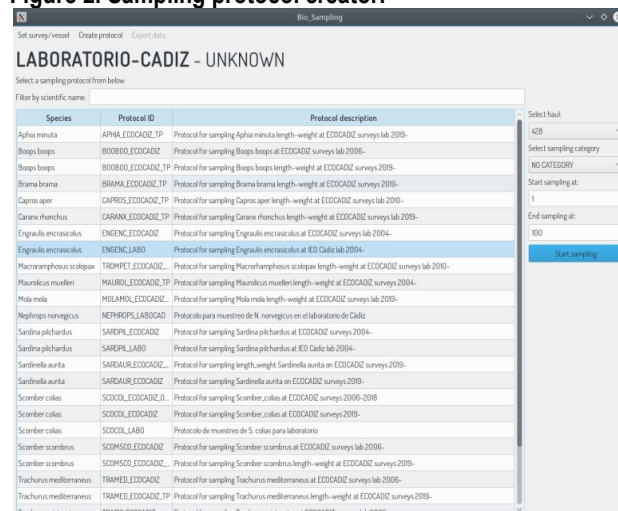 Figure 2. Sampling protocol creator.
Bio_Sampling
Set survey/vessel Create protocol Export data
LABORATORIO-CADIZ - UNKNOWN
Select a sampling protocol from below
Filter by scientific name:
Species Protocol ID Protocol description
Aphia minuta APHIA_ECOCADIZ_TP Protocol for sampling Aphia minuta length-weight at ECOCADIZ surveys lab 2019-
Boops boops BOOBOO_ECOCADIZ Protocol for sampling Boops boops at ECOCADIZ surveys lab 2006-
Boops boops BOOBOO_ECOCADIZ_TP Protocol for sampling Boops boops length-weight at ECOCADIZ surveys 2019-
Brama brama BRAMA_ECOCADIZ_TP Protocol for sampling Brama brama length-weight at ECOCADIZ surveys 2019-
Capros aper CAPROS_ECOCADIZ_TP Protocol for sampling Capros aper length-weight at ECOCADIZ surveys lab 2010-
Caranx rhonchus CARANX_ECOCADIZ_TP Protocol for sampling Caranx rhonchus length-weight at ECOCADIZ surveys lab 2019-
Engraulis encrasicolus ENGENC_ECOCADIZ Protocol for sampling Engraulis encrasicolus at ECOCADIZ surveys lab 2004-
Engraulis encrasicolus ENGENC_LABO Protocol for sampling Engraulis encrasicolus at IEO Cádiz lab 2004-
Macroramphosus scolopax TROMPET_ECOCADIZ_... Protocol for sampling Macrorhamphosus scolopax length-weight at ECOCADIZ surveys lab 2010-
Maurolicus muelleri MAUROL_ECOCADIZ_TP Protocol for sampling Maurolicus muelleri length-weight at ECOCADIZ surveys 2004-
Mola mola MOLAMOL_ECOCADIZ... Protocol for sampling Mola mola length-weight at ECOCADIZ surveys lab 2019-
Nephrops norvegicus NEPHROPS_LABOCAD Protocolo para muestreo de N. norvegicus en el laboratorio de Cádiz
Sardina pilchardus SARDPIL_ECOCADIZ Protocol for sampling Sardina pilchardus at ECOCADIZ surveys 2004-
Sardina pilchardus SARDPIL_LABO Protocol for sampling Sardina pilchardus at IEO Cádiz lab 2004-
Sardinella aurita SARDAUR_ECOCADIZ_... Protocol for sampling length_weight Sardinella aurita on ECOCADIZ surveys 2019-
Sardinella aurita SARDAUR_ECOCADIZ Protocol for sampling Sardinella aurita on ECOCADIZ surveys 2019-
Scomber colias SCOCOL_ECOCADIZ_O... Protocol for sampling Scomber_colias at ECOCADIZ surveys 2006-2018
Scomber colias SCOCOL_ECOCADIZ Protocol for sampling Scomber_colias at ECOCADIZ surveys 2019-
Scomber colias SCOCOL_LABO Protocolo de muestreo de S. colias para laboratorio
Scomber scombrus SCOMSCO_ECOCADIZ Protocol for sampling Scomber scombrus at ECOCADIZ surveys lab 2006-
Scomber scombrus SCOMSCO_ECOCADIZ_... Protocol for sampling Scomber scombrus length-weight at ECOCADIZ surveys 2019-
Trachurus mediterraneus TRAMED_ECOCADIZ Protocol for sampling Trachurus mediterraneus at ECOCADIZ surveys lab 2006-
Trachurus mediterraneus TRAMED_ECOCADIZ_TP Protocol for sampling Trachurus mediterraneus length-weight at ECOCADIZ surveys 2019-
Select haul:
428
Select sampling category
NO CATEGORY
Start sampling at:
1
End sampling at:
100
Start sampling